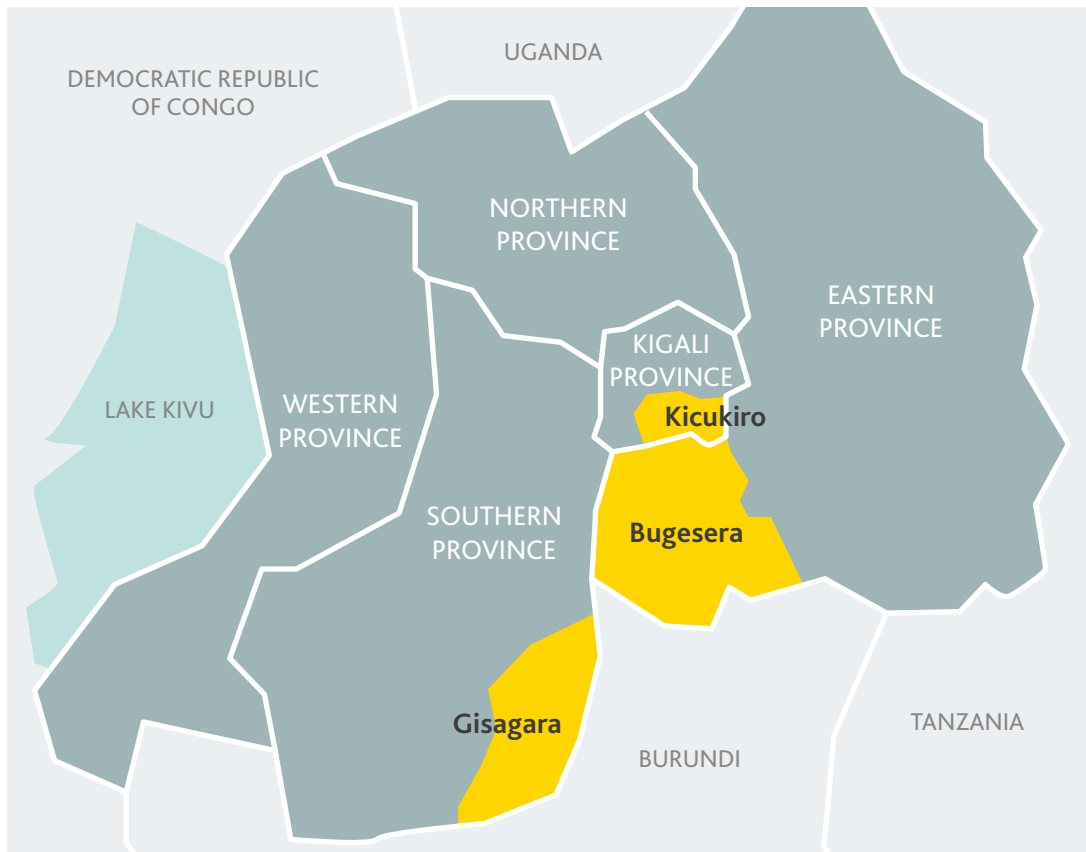 UGANDA
DEMOCRATIC REPUBLIC
OF CONGO
NORTHERN
PROVINCE
EASTERN
PROVINCE
KIGALI
PROVINCE
LAKE KIVU
WESTERN
PROVINCE
Kicukiro
SOUTHERN
PROVINCE
Bugesera
Gisagara
TANZANIA
BURUNDI